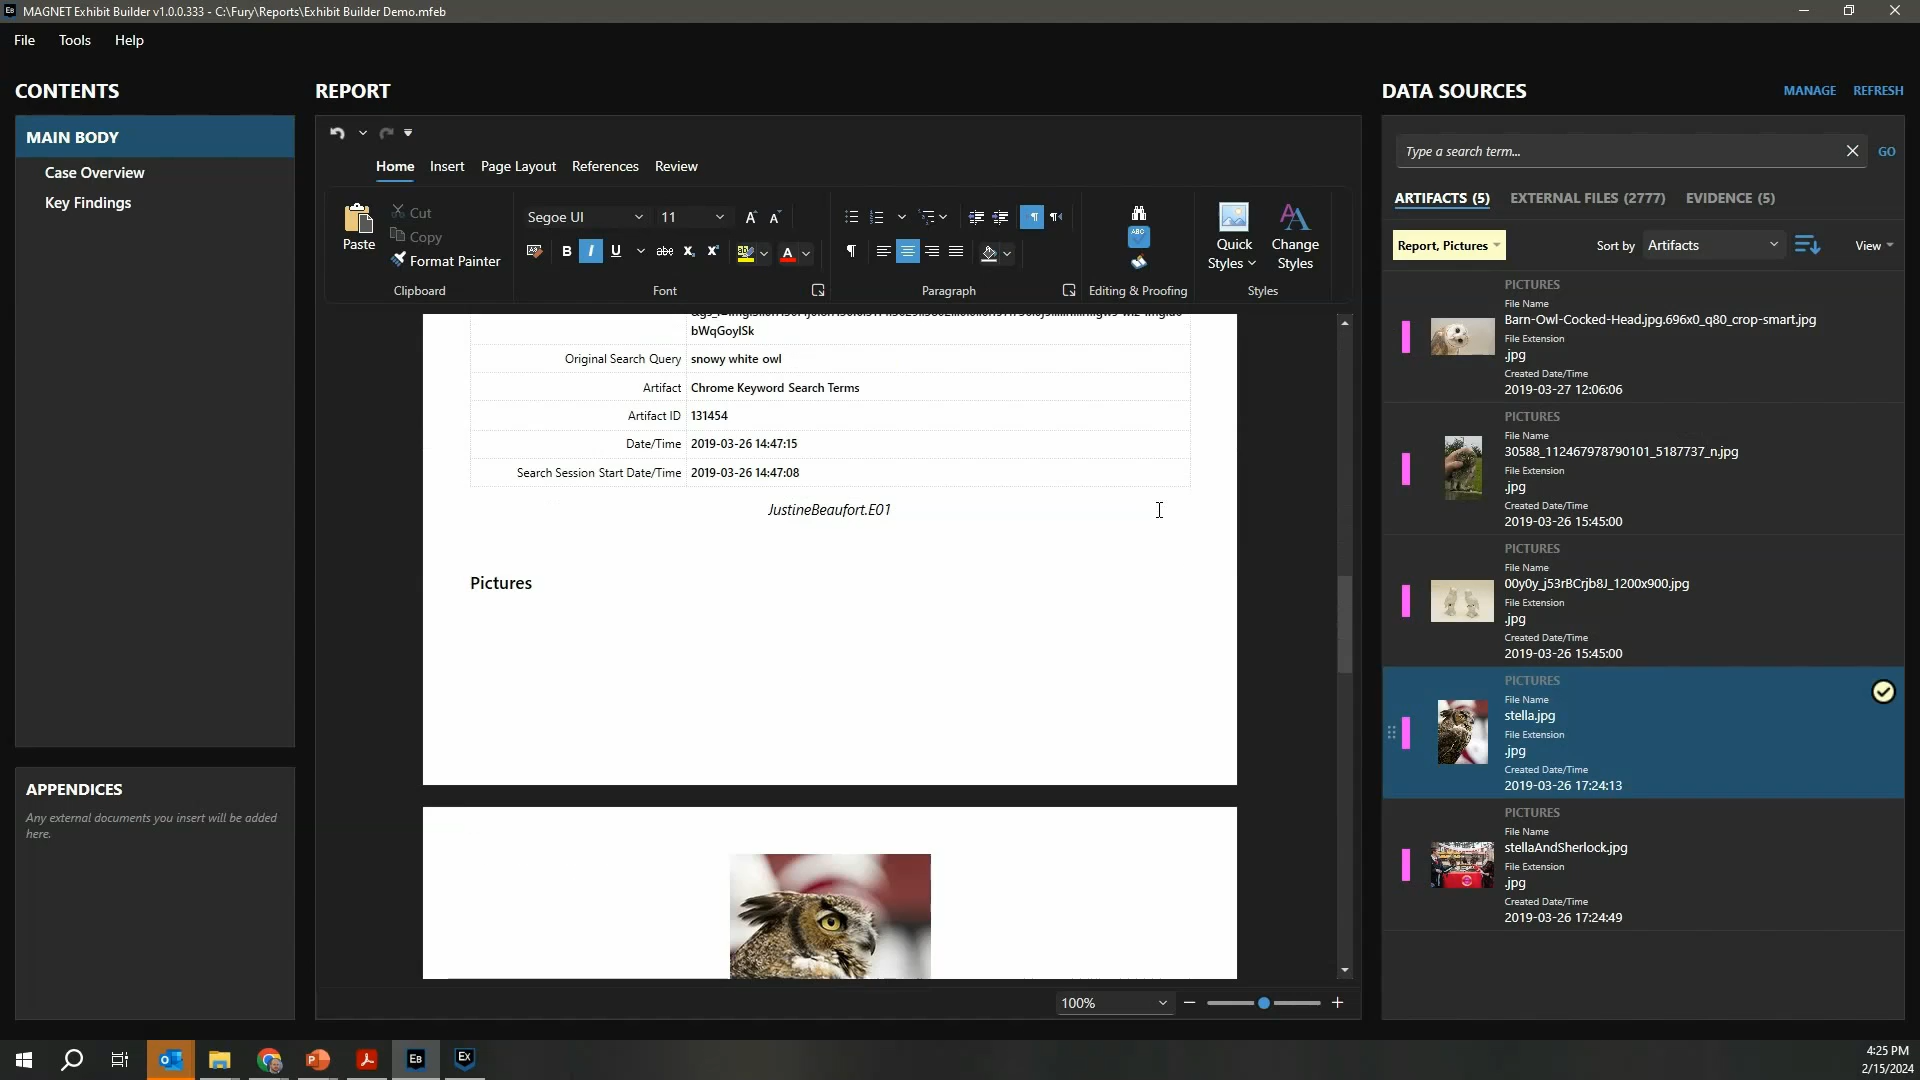 MAGNET Exhibit Builder v1.0.0.333 - C:\Fury\Reports\Exhibit Builder Demo.mfeb
File Tools Help
CONTENTS
MAIN BODY
Case Overview
Key Findings
APPENDICES
Any external documents you insert will be added
here.
REPORT
Home Insert Page Layout References Review
Paste
Cut
Copy
Format Painter
Clipboard
Segoe UI 11
Font
Paragraph
Editing & Proofing
Quick
Styles
Change
Styles
Styles
bWqGoyISk
Original Search Query snowy white owl
Artifact Chrome Keyword Search Terms
Artifact ID 131454
Date/Time 2019-03-26 14:47:15
Search Session Start Date/Time 2019-03-26 14:47:08
JustineBeaufort.E01
Pictures
100%
DATA SOURCES
MANAGE REFRESH
Type a search term... GO
ARTIFACTS (5) EXTERNAL FILES (2777) EVIDENCE (5)
Report, Pictures Sort by Artifacts View
PICTURES
File Name
Barn-Owl-Cocked-Head.jpg.696x0_q80_crop-smart.jpg
File Extension
.jpg
Created Date/Time
2019-03-27 12:06:06
PICTURES
File Name
30588_112467978790101_5187737_n.jpg
File Extension
.jpg
Created Date/Time
2019-03-26 15:45:00
PICTURES
File Name
00y0y_j53rBCrjb8J_1200x900.jpg
File Extension
.jpg
Created Date/Time
2019-03-26 15:45:00
PICTURES
File Name
stella.jpg
File Extension
.jpg
Created Date/Time
2019-03-26 17:24:13
PICTURES
File Name
stellaAndSherlock.jpg
File Extension
.jpg
Created Date/Time
2019-03-26 17:24:49
4:25 PM
2/15/2024